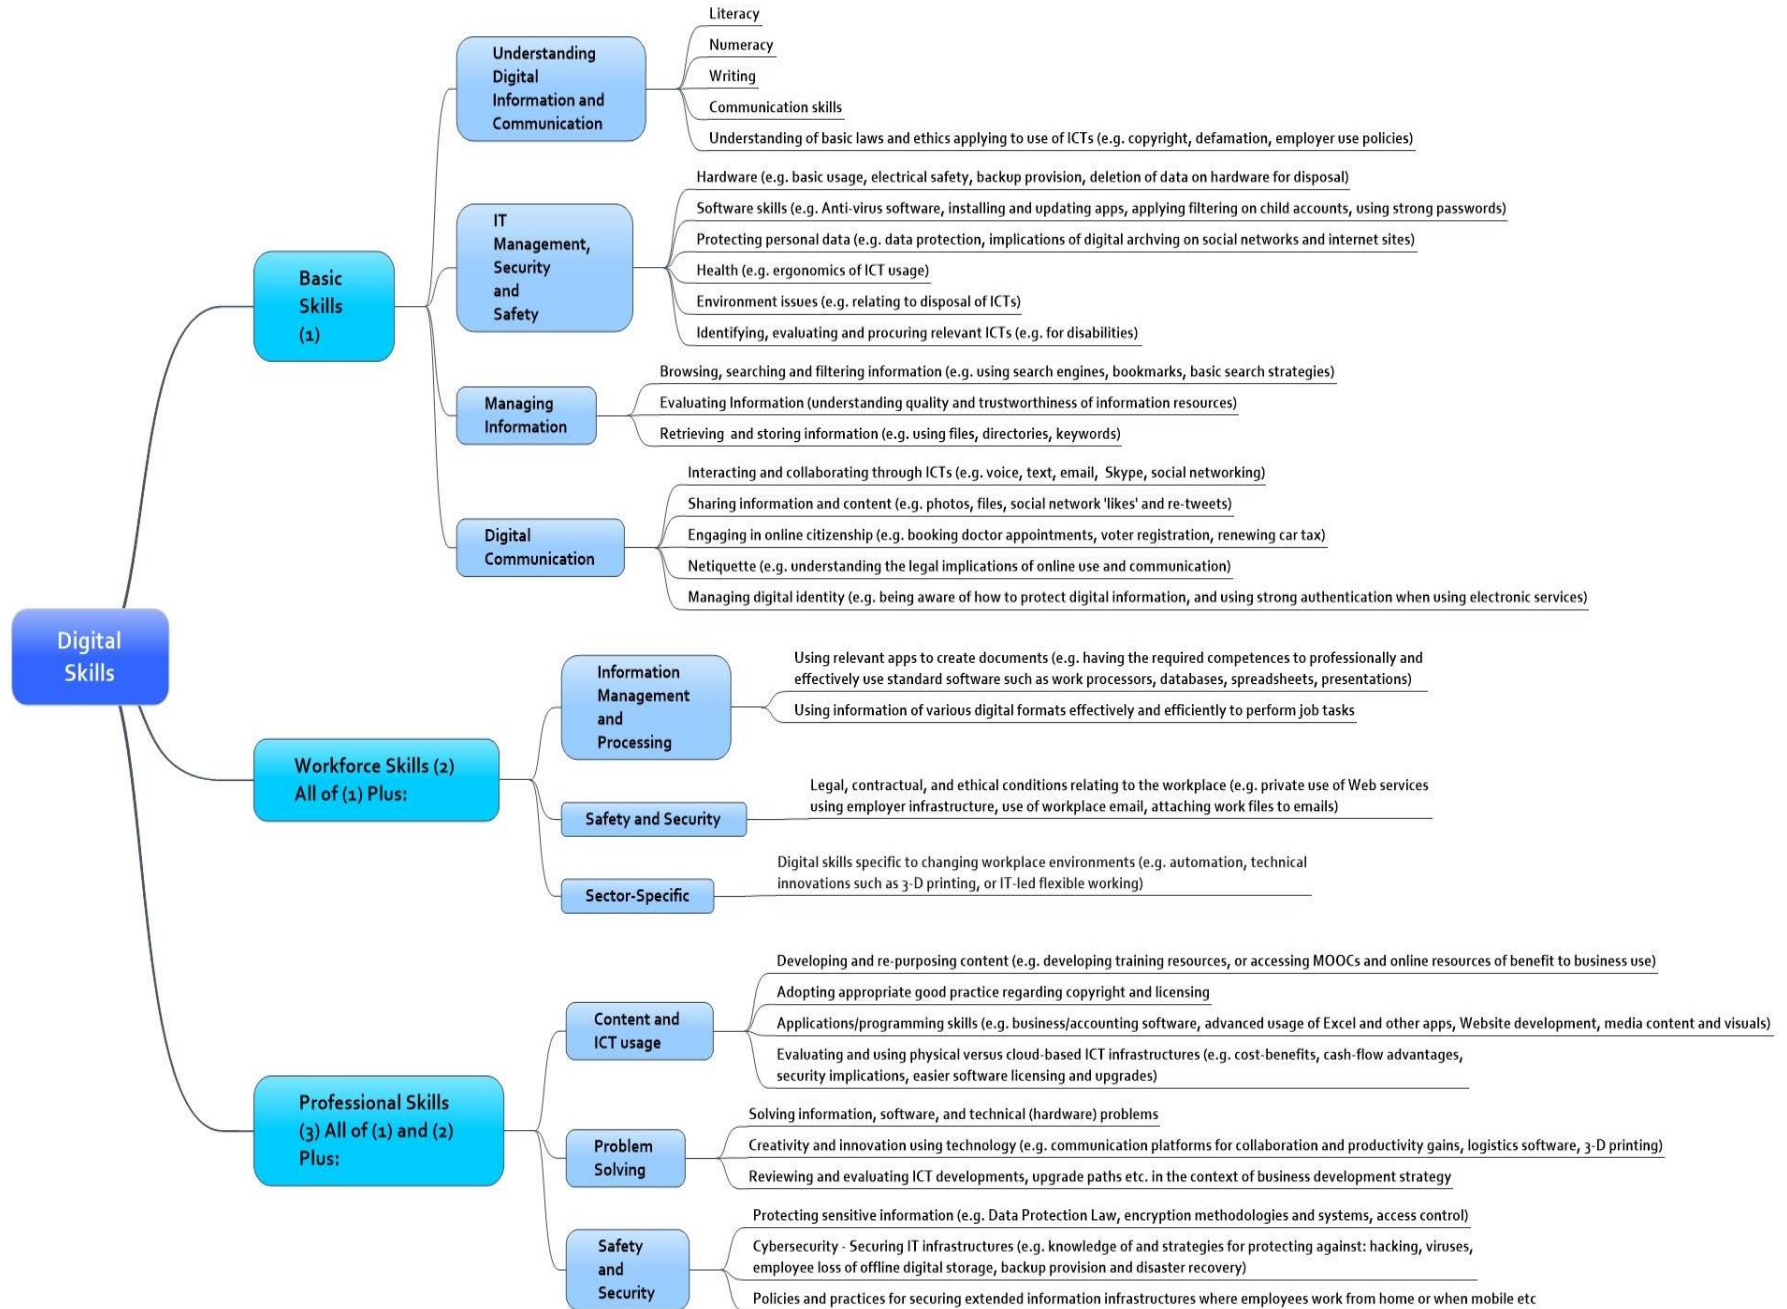 Digital
Skills
Basic
Skills
(1)
Understanding
Digital
Information and
Communication
Literacy
Numeracy
Writing
Communication skills
Understanding of basic laws and ethics applying to use of ICTs (e.g. copyright, defamation, employer use policies)
IT
Management,
Security
and
Safety
Hardware (e.g. basic usage, electrical safety, backup provision, deletion of data on hardware for disposal)
Software skills (e.g. Anti-virus software, installing and updating apps, applying filtering on child accounts, using strong passwords)
Protecting personal data (e.g. data protection, implications of digital archving on social networks and internet sites)
Health (e.g. ergonomics of ICT usage)
Environment issues (e.g. relating to disposal of ICTs)
Identifying, evaluating and procuring relevant ICTs (e.g. for disabilities)
Managing
Information
Browsing, searching and filtering information (e.g. using search engines, bookmarks, basic search strategies)
Evaluating Information (understanding quality and trustworthiness of information resources)
Retrieving and storing information (e.g. using files, directories, keywords)
Digital
Communication
Interacting and collaborating through ICTs (e.g. voice, text, email, Skype, social networking)
Sharing information and content (e.g. photos, files, social network 'likes' and re-tweets)
Engaging in online citizenship (e.g. booking doctor appointments, voter registration, renewing car tax)
Netiquette (e.g. understanding the legal implications of online use and communication)
Managing digital identity (e.g. being aware of how to protect digital information, and using strong authentication when using electronic services)
Workforce Skills (2)
All of (1) Plus:
Information
Management
and
Processing
Using relevant apps to create documents (e.g. having the required competences to professionally and
effectively use standard software such as work processors, databases, spreadsheets, presentations)
Using information of various digital formats effectively and efficiently to perform job tasks
Safety and Security
Legal, contractual, and ethical conditions relating to the workplace (e.g. private use of Web services
using employer infrastructure, use of workplace email, attaching work files to emails)
Sector-Specific
Digital skills specific to changing workplace environments (e.g. automation, technical
innovations such as 3-D printing, or IT-led flexible working)
Professional Skills
(3) All of (1) and (2)
Plus:
Content and
ICT usage
Developing and re-purposing content (e.g. developing training resources, or accessing MOOCs and online resources of benefit to business use)
Adopting appropriate good practice regarding copyright and licensing
Applications/programming skills (e.g. business/accounting software, advanced usage of Excel and other apps, Website development, media content and visuals)
Evaluating and using physical versus cloud-based ICT infrastructures (e.g. cost-benefits, cash-flow advantages,
security implications, easier software licensing and upgrades)
Problem
Solving
Solving information, software, and technical (hardware) problems
Creativity and innovation using technology (e.g. communication platforms for collaboration and productivity gains, logistics software, 3-D printing)
Reviewing and evaluating ICT developments, upgrade paths etc. in the context of business development strategy
Safety
and
Security
Protecting sensitive information (e.g. Data Protection Law, encryption methodologies and systems, access control)
Cybersecurity - Securing IT infrastructures (e.g. knowledge of and strategies for protecting against: hacking, viruses,
employee loss of offline digital storage, backup provision and disaster recovery)
Policies and practices for securing extended information infrastructures where employees work from home or when mobile etc